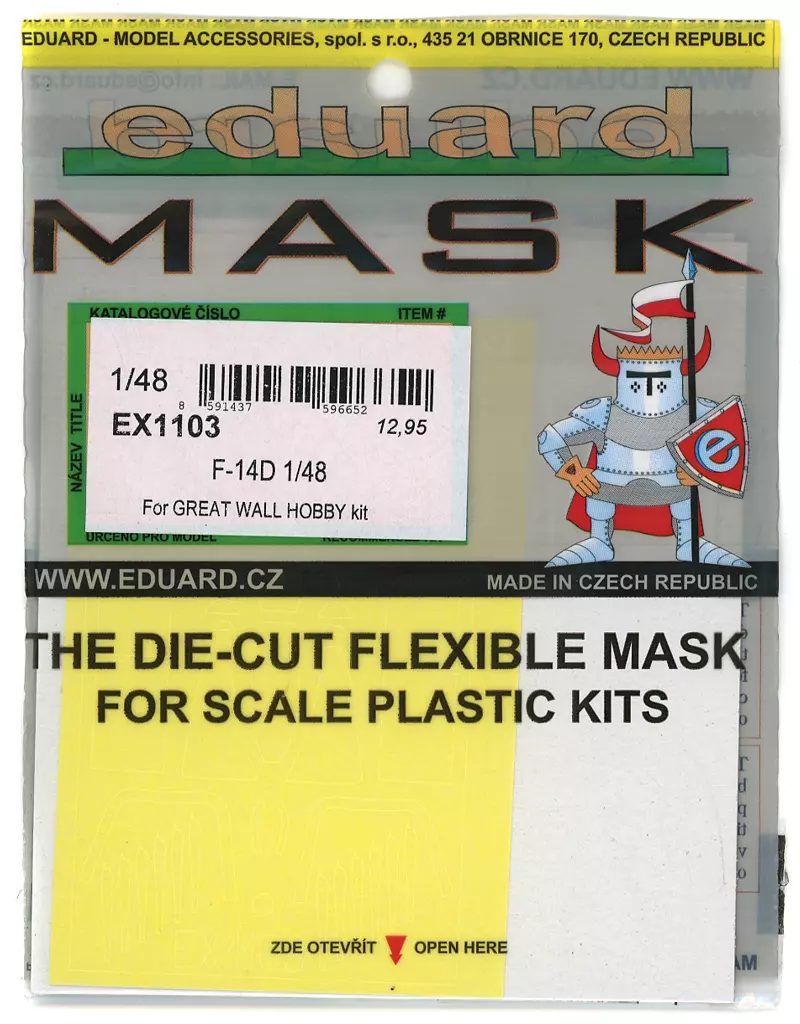 EDUARD - MODEL ACCESSORIES, spol. s r.o., 435 21 OBRNICE 170, CZECH REPUBLIC
eduard
MASK
KATALOGOVÉ ČÍSLO ITEM #
NÁZEV TITLE
1/48
8 591437 596652
EX1103 12,95
F-14D 1/48
For GREAT WALL HOBBY kit
URČENO PRO MODEL
e
WWW.EDUARD.CZ MADE IN CZECH REPUBLIC
THE DIE-CUT FLEXIBLE MASK
FOR SCALE PLASTIC KITS
ZDE OTEVŘÍT OPEN HERE